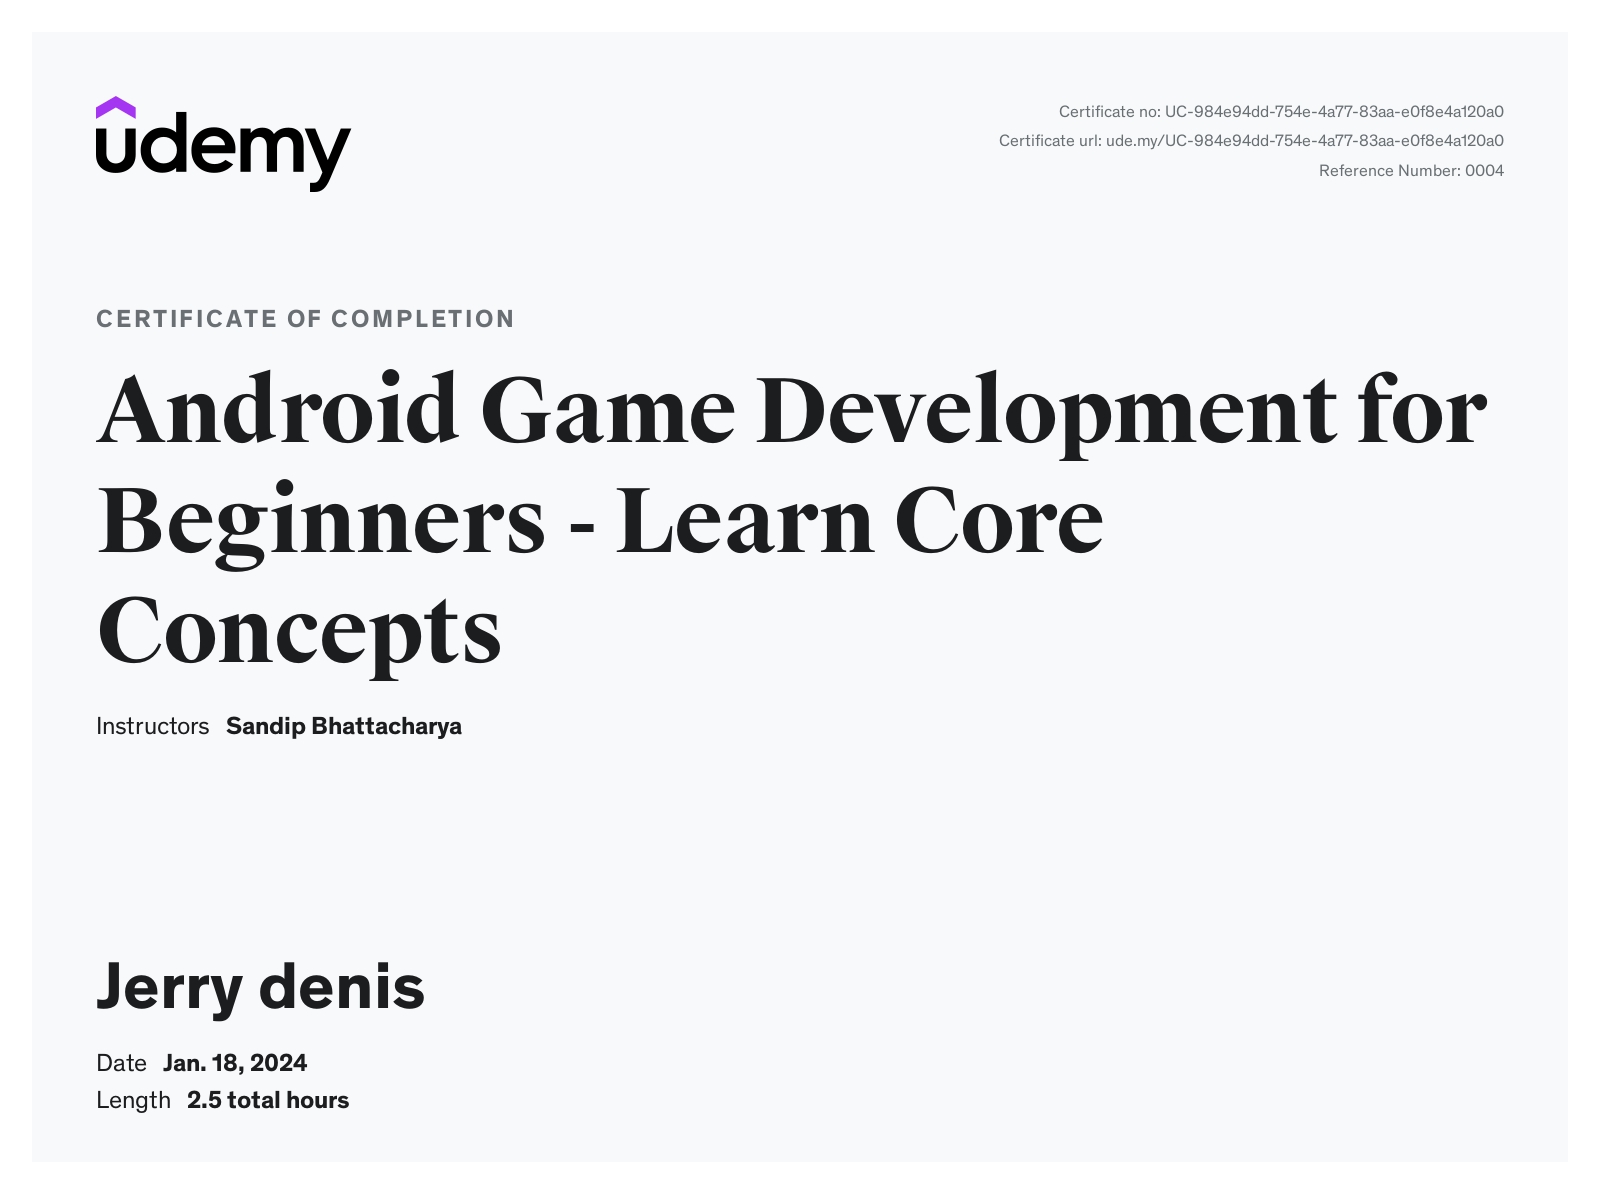 udemy
Certificate no: UC-984e94dd-754e-4a77-83aa-e0f8e4a120a0
Certificate url: ude.my/UC-984e94dd-754e-4a77-83aa-e0f8e4a120a0
Reference Number: 0004
CERTIFICATE OF COMPLETION
Android Game Development for
Beginners - Learn Core
Concepts
Instructors Sandip Bhattacharya
Jerry denis
Date Jan. 18, 2024
Length 2.5 total hours